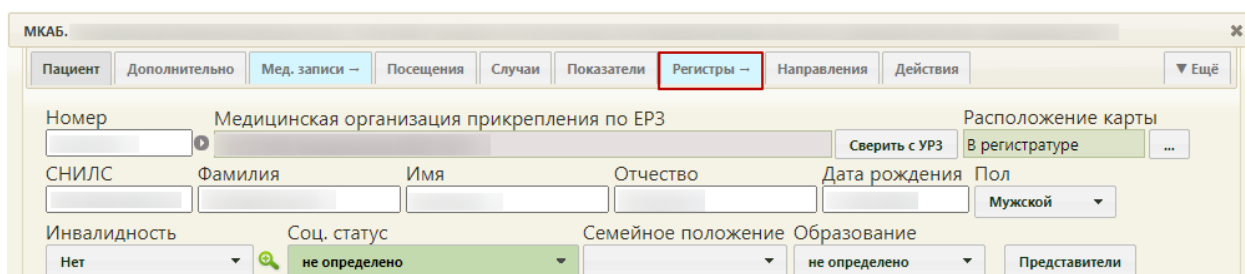 МКАБ.
Пациент Дополнительно Мед. записи → Посещения Случаи Показатели Регистры → Направления Действия ▼ Ещё
Номер Медицинская организация прикрепления по ЕРЗ Расположение карты
Сверить с УРЗ В регистратуре ...
СНИЛС Фамилия Имя Отчество Дата рождения Пол
Мужской
Инвалидность Соц. статус Семейное положение Образование
Нет не определено не определено Представители